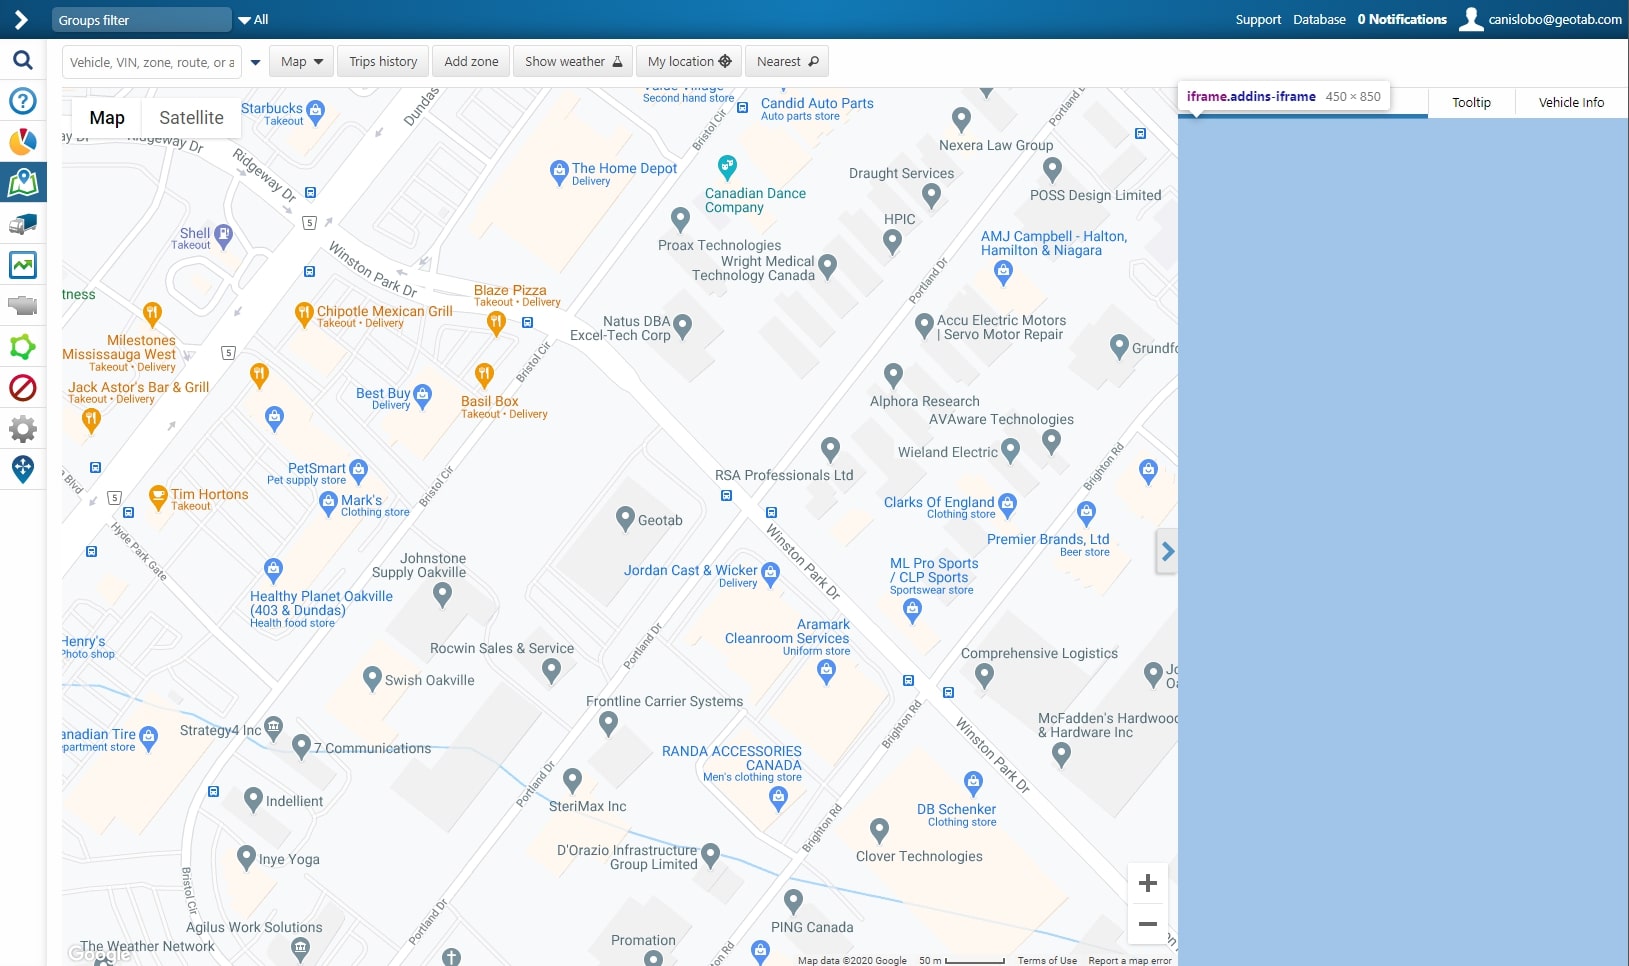 Groups filter
All
Support
Database
0 Notifications
canislobo@geotab.com
Vehicle, VIN, zone, route, or a
Map
Trips history
Add zone
Show weather
My location
Nearest
iframe.addins-iframe 450 × 850
Tooltip
Vehicle Info
Map
Satellite
Starbucks
Takeout
Dundas
Second hand store
Candid Auto Parts
Auto parts store
Bristol Cir
Portland D
Ridgeway Dr
Ridgeway Dr
Nexera Law Group
The Home Depot
Delivery
Canadian Dance
Company
Draught Services
POSS Design Limited
HPIC
Shell
Takeout
5
Winston Park Dr
Proax Technologies
Wright Medical
Technology Canada
AMJ Campbell - Halton,
Hamilton & Niagara
Portland Dr
tness
Blaze Pizza
Takeout • Delivery
Chipotle Mexican Grill
Takeout • Delivery
Natus DBA
Excel-Tech Corp
Accu Electric Motors
| Servo Motor Repair
Grundfo
Milestones
Mississauga West
Takeout • Delivery
5
Bristol Cir
Jack Astor's Bar & Grill
Takeout • Delivery
Best Buy
Delivery
Basil Box
Takeout • Delivery
Alphora Research
AVAware Technologies
Wieland Electric
RSA Professionals Ltd
Brighton Rd
PetSmart
Pet supply store
Bristol Cir
Blvd
5
Tim Hortons
Takeout
Mark's
Clothing store
Clarks Of England
Clothing store
Geotab
Premier Brands, Ltd
Beer store
Hyde Park Gate
Winston Park Dr
Johnstone
Supply Oakville
Jordan Cast & Wicker
Delivery
ML Pro Sports
/ CLP Sports
Sportswear store
Healthy Planet Oakville
(403 & Dundas)
Health food store
Aramark
Cleanroom Services
Uniform store
Henry's
Photo shop
Portland Dr
Rocwin Sales & Service
Comprehensive Logistics
Swish Oakville
Frontline Carrier Systems
Brighton Rd
Strategy4 Inc
7 Communications
anadian Tire
epartment store
McFadden's Hardwood
& Hardware Inc
Winston Park Dr
RANDA ACCESSORIES
CANADA
Men's clothing store
Portland Dr
SteriMax Inc
Indellient
DB Schenker
Clothing store
Brighton Rd
D'Orazio Infrastructure
Group Limited
Clover Technologies
Inye Yoga
Bristol Cir
Portland Dr
Agilus Work Solutions
The Weather Network
Promation
PING Canada
Winston
Google
Map data ©2020 Google
50 m
Terms of Use
Report a map error